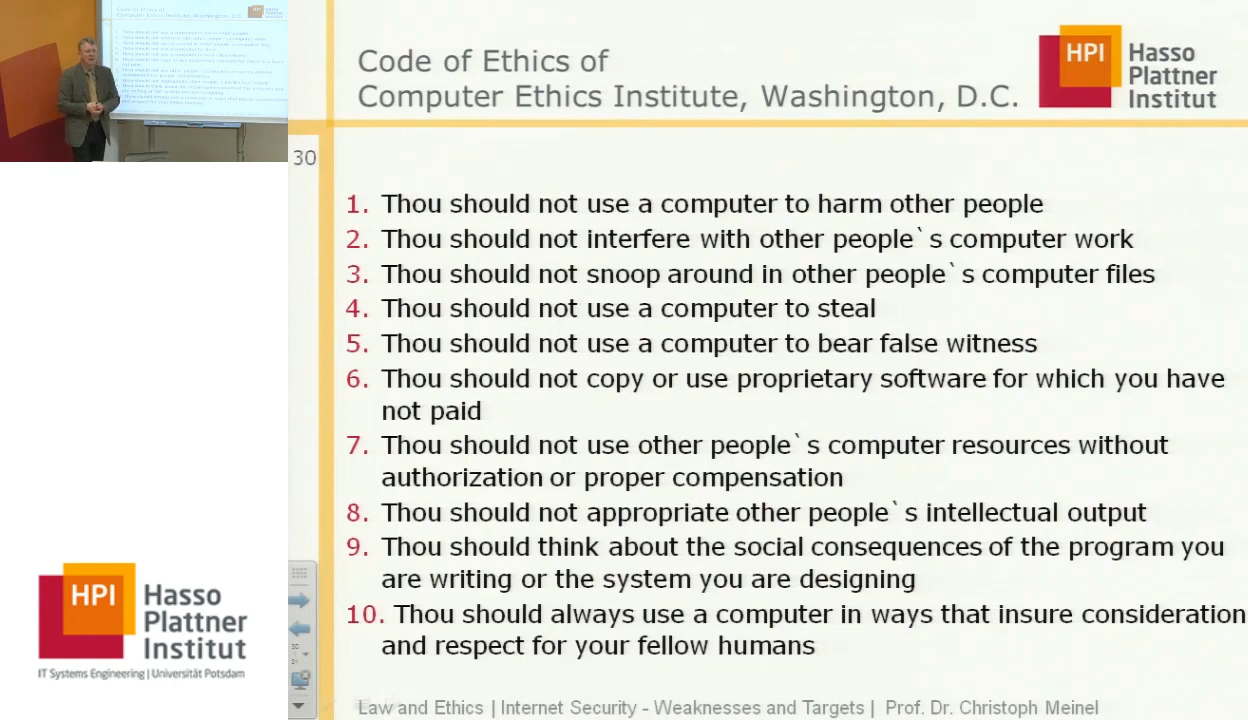 Code of Ethics of
Computer Ethics Institute, Washington, D.C.
HPI
Hasso
Plattner
Institut
30
1. Thou should not use a computer to harm other people
2. Thou should not interfere with other people`s computer work
3. Thou should not snoop around in other people`s computer files
4. Thou should not use a computer to steal
5. Thou should not use a computer to bear false witness
6. Thou should not copy or use proprietary software for which you have
not paid
7. Thou should not use other people`s computer resources without
authorization or proper compensation
8. Thou should not appropriate other people`s intellectual output
9. Thou should think about the social consequences of the program you
are writing or the system you are designing
10. Thou should always use a computer in ways that insure consideration
and respect for your fellow humans
Law and Ethics | Internet Security - Weaknesses and Targets | Prof. Dr. Christoph Meinel
HPI
Hasso
Plattner
Institut
IT Systems Engineering | Universität Potsdam